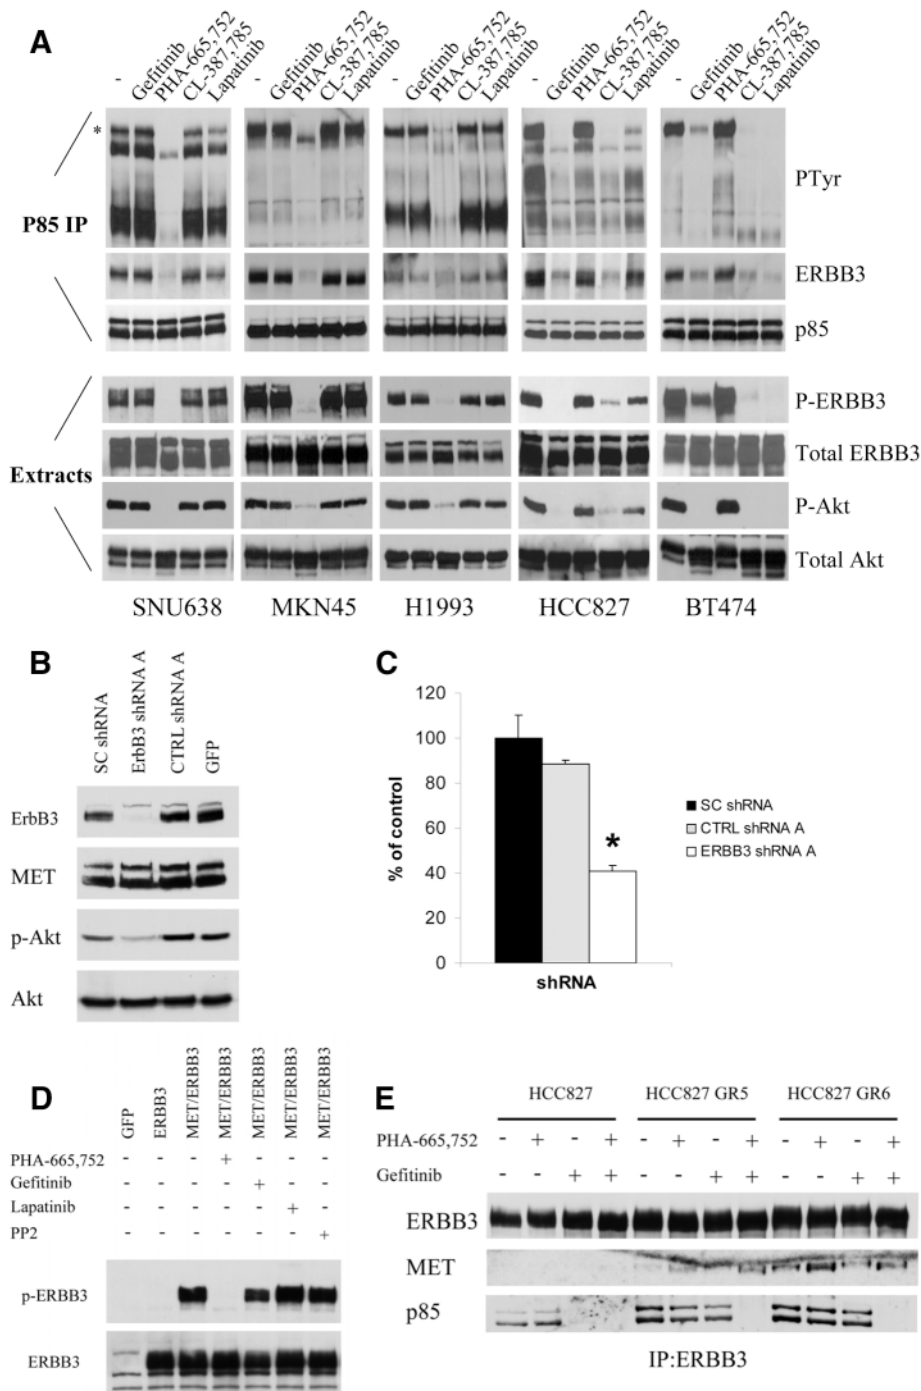 A
- Gefitinib PHA-665,752 CL-387,785 Lapatinib
- Gefitinib PHA-665,752 CL-387,785 Lapatinib
- Gefitinib PHA-665,752 CL-387,785 Lapatinib
- Gefitinib PHA-665,752 CL-387,785 Lapatinib
- Gefitinib PHA-665,752 CL-387,785 Lapatinib
*
PTyr
P85 IP
ERBB3
p85
P-ERBB3
Total ERBB3
Extracts
P-Akt
Total Akt
SNU638 MKN45 H1993 HCC827 BT474
B
SC shRNA
ErbB3 shRNA A
CTRL shRNA A
GFP
ErbB3
MET
p-Akt
Akt
C
120
100
80
60
40
20
0
% of control
*
shRNA
SC shRNA
CTRL shRNA A
ERBB3 shRNA A
D
GFP
ERBB3
MET/ERBB3
MET/ERBB3
MET/ERBB3
MET/ERBB3
MET/ERBB3
PHA-665,752 - - - + - - -
Gefitinib - - - - + - -
Lapatinib - - - - - + -
PP2 - - - - - - +
p-ERBB3
ERBB3
E
HCC827 HCC827 GR5 HCC827 GR6
PHA-665,752 - + - + - + - + - + - +
Gefitinib - - + + - - + + - - + +
ERBB3
MET
p85
IP:ERBB3